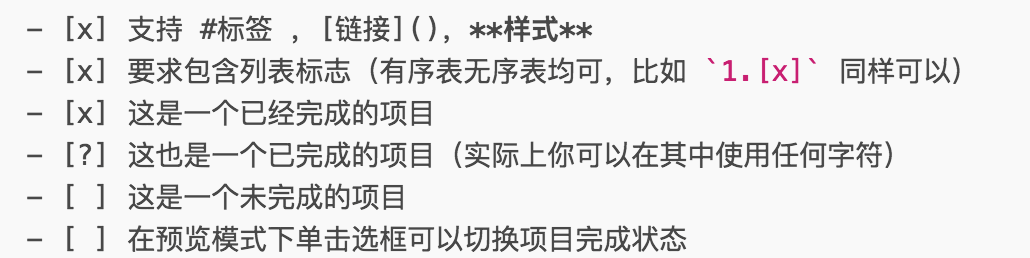 - [x] 支持 #标签 , [链接](), **样式**
- [x] 要求包含列表标志（有序表无序表均可，比如 `1.[x]` 同样可以）
- [x] 这是一个已经完成的项目
- [?] 这也是一个已完成的项目（实际上你可以在其中使用任何字符）
- [ ] 这是一个未完成的项目
- [ ] 在预览模式下单击选框可以切换项目完成状态